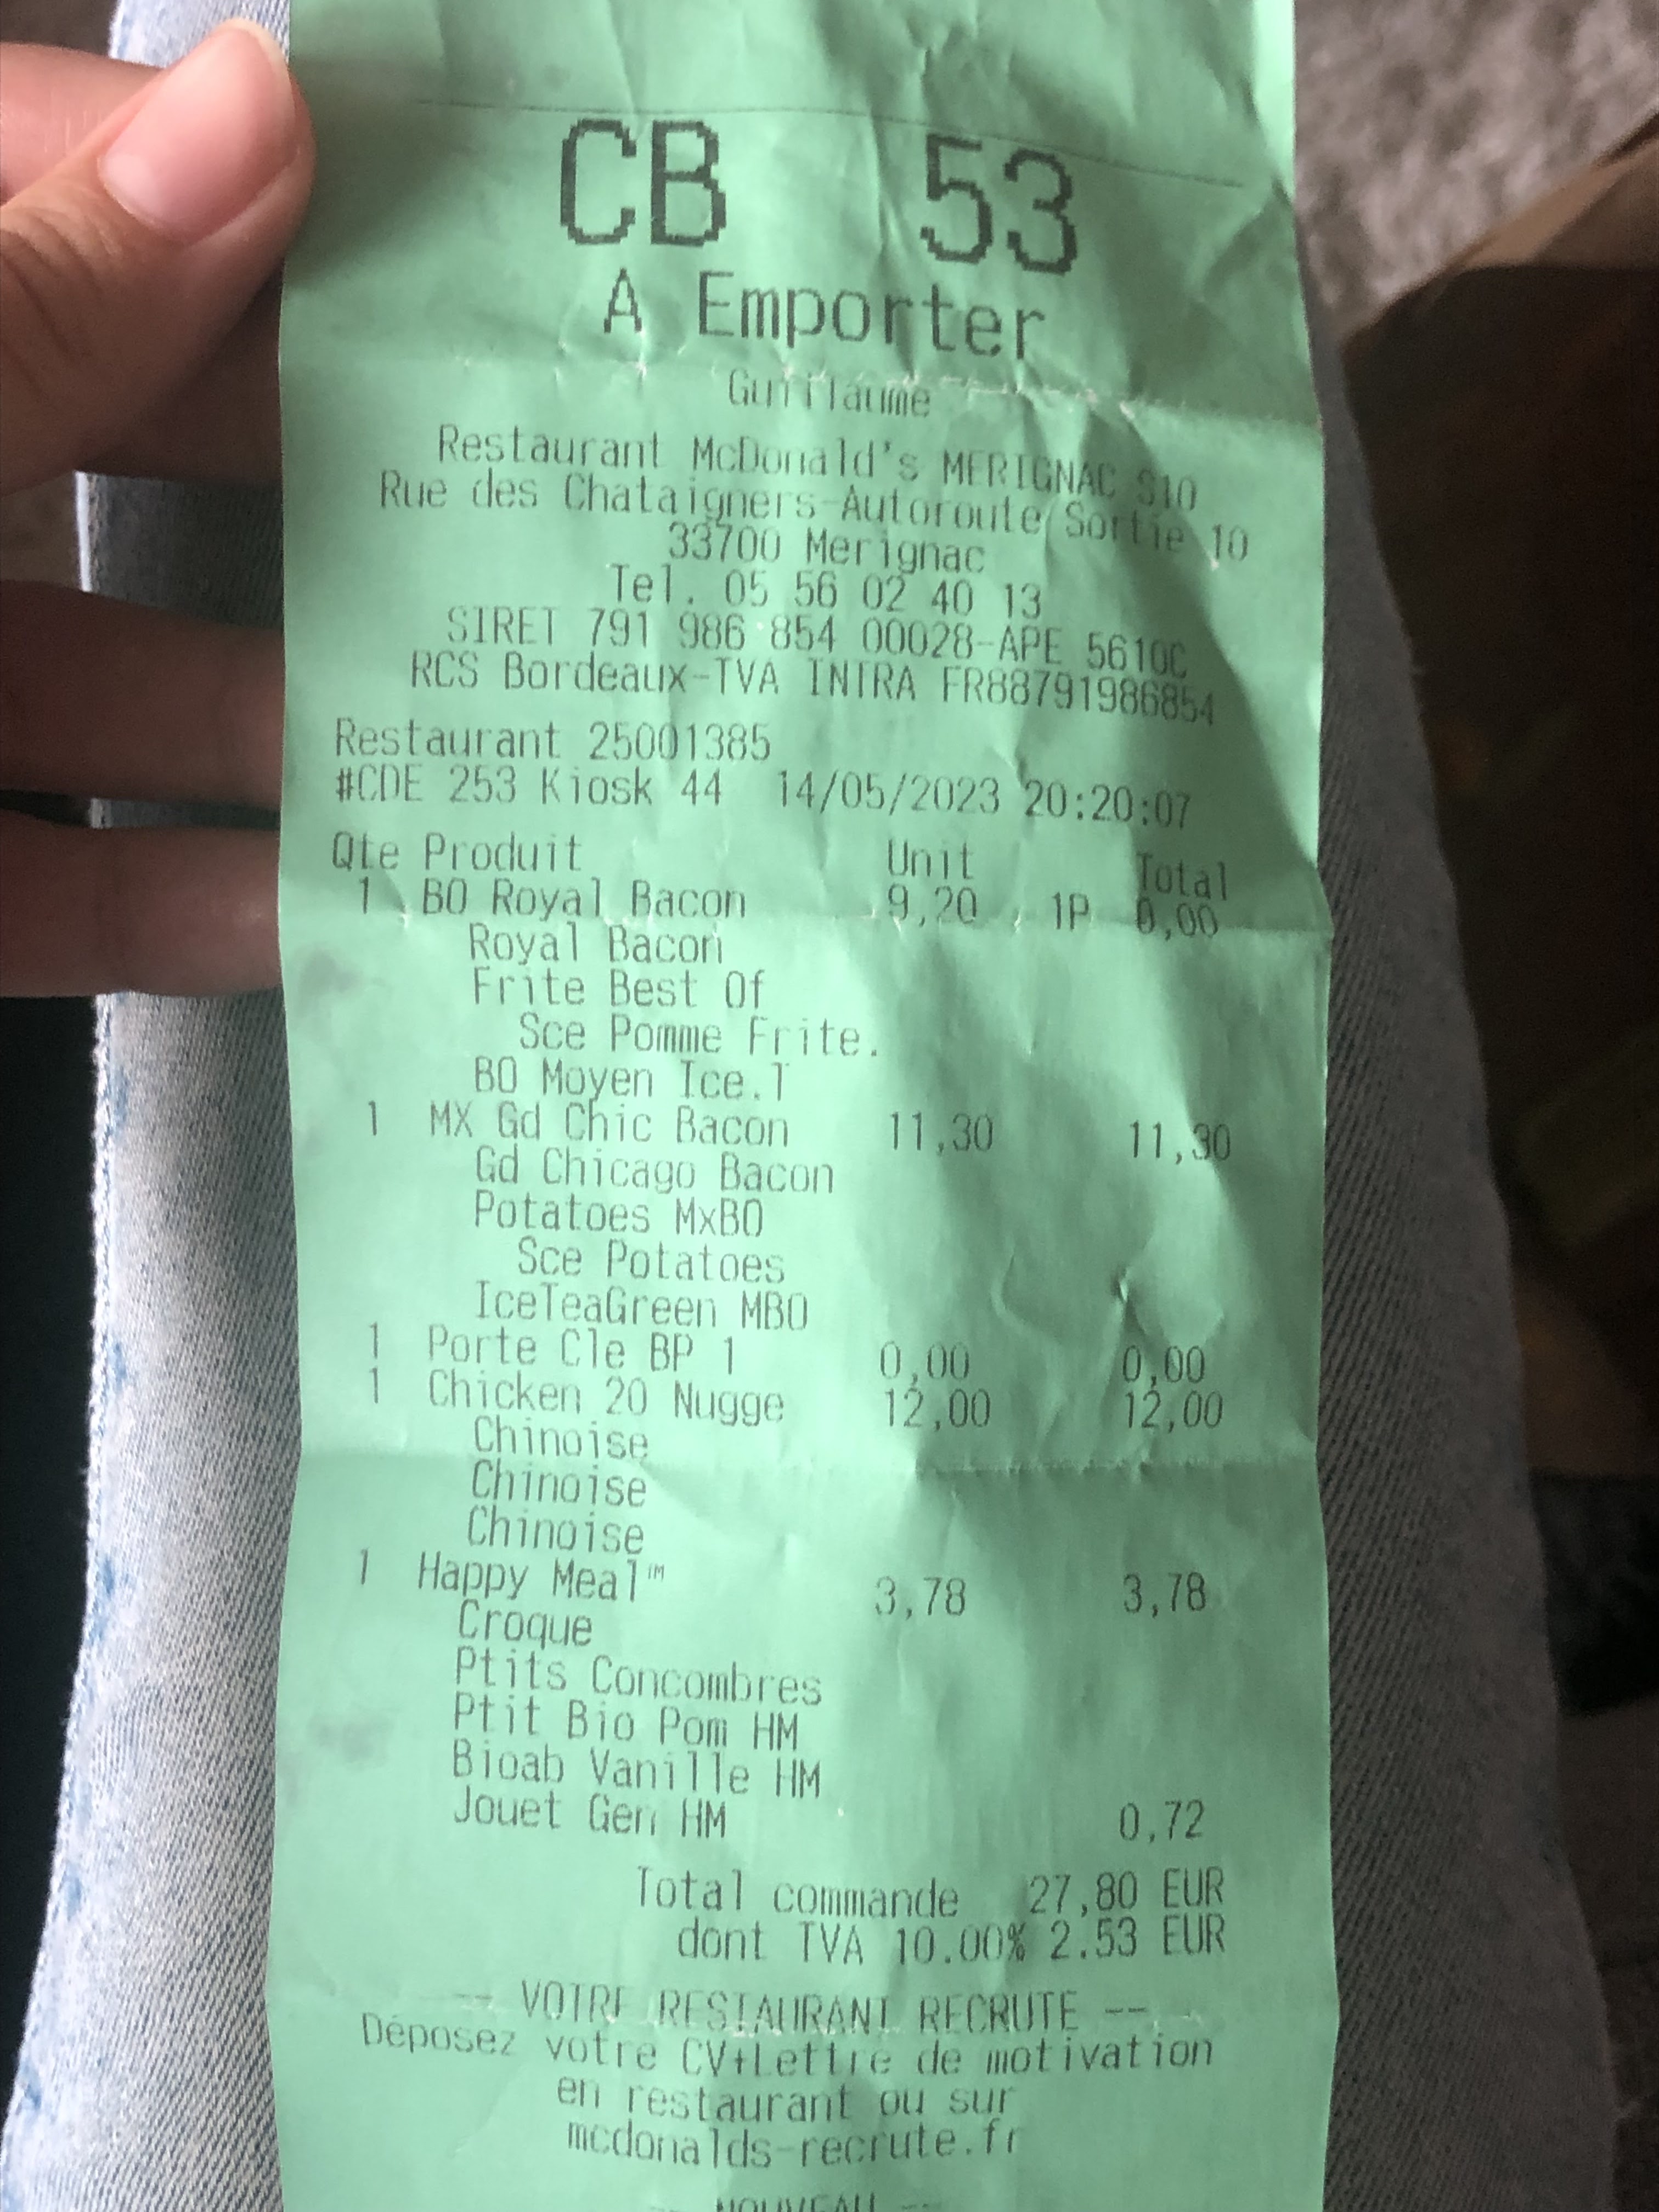 CB 53
A Emporter
Guillaume
Restaurant McDonald's MERIGNAC S10
Rue des Chataigners-Autoroute Sortie 10
33700 Merignac
Tel. 05 56 02 40 13
SIRET 791 986 854 00028-APE 5610C
RCS Bordeaux-TVA INTRA FR88791986854
Restaurant 25001385
#CDE 253 Kiosk 44 14/05/2023 20:20:07
Qte Produit Unit Total
1 BO Royal Bacon 9,20 1P 0,00
Royal Bacon
Frite Best Of
Sce Pomme Frite.
BO Moyen Ice.T
1 MX Gd Chic Bacon 11,30 11,30
Gd Chicago Bacon
Potatoes MxBO
Sce Potatoes
IceTeaGreen MBO
1 Porte Cle BP 1 0,00 0,00
1 Chicken 20 Nugge 12,00 12,00
Chinoise
Chinoise
Chinoise
1 Happy Meal™ 3,78 3,78
Croque
Ptits Concombres
Ptit Bio Pom HM
Bioab Vanille HM
Jouet Gen HM 0,72
Total commande 27,80 EUR
dont TVA 10.00% 2.53 EUR
-- VOTRE RESTAURANT RECRUTE --
Déposez votre CV+Lettre de motivation
en restaurant ou sur
mcdonalds-recrute.fr
-- NOUVEAU --